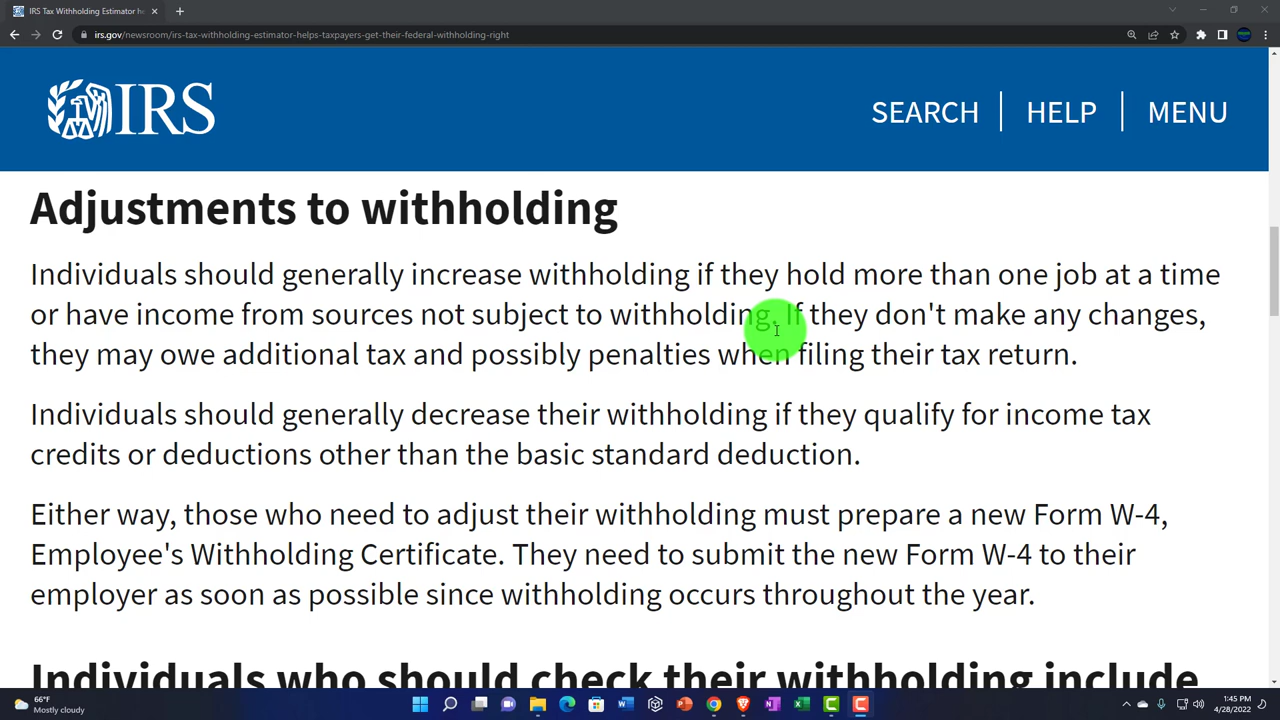 IRS Tax Withholding Estimator he
irs.gov/newsroom/irs-tax-withholding-estimator-helps-taxpayers-get-their-federal-withholding-right
IRS
SEARCH
HELP
MENU
Adjustments to withholding
Individuals should generally increase withholding if they hold more than one job at a time
or have income from sources not subject to withholding. If they don't make any changes,
they may owe additional tax and possibly penalties when filing their tax return.
Individuals should generally decrease their withholding if they qualify for income tax
credits or deductions other than the basic standard deduction.
Either way, those who need to adjust their withholding must prepare a new Form W-4,
Employee's Withholding Certificate. They need to submit the new Form W-4 to their
employer as soon as possible since withholding occurs throughout the year.
Individuals who should check their withholding include
66°F
Mostly cloudy
1:45 PM
4/28/2022